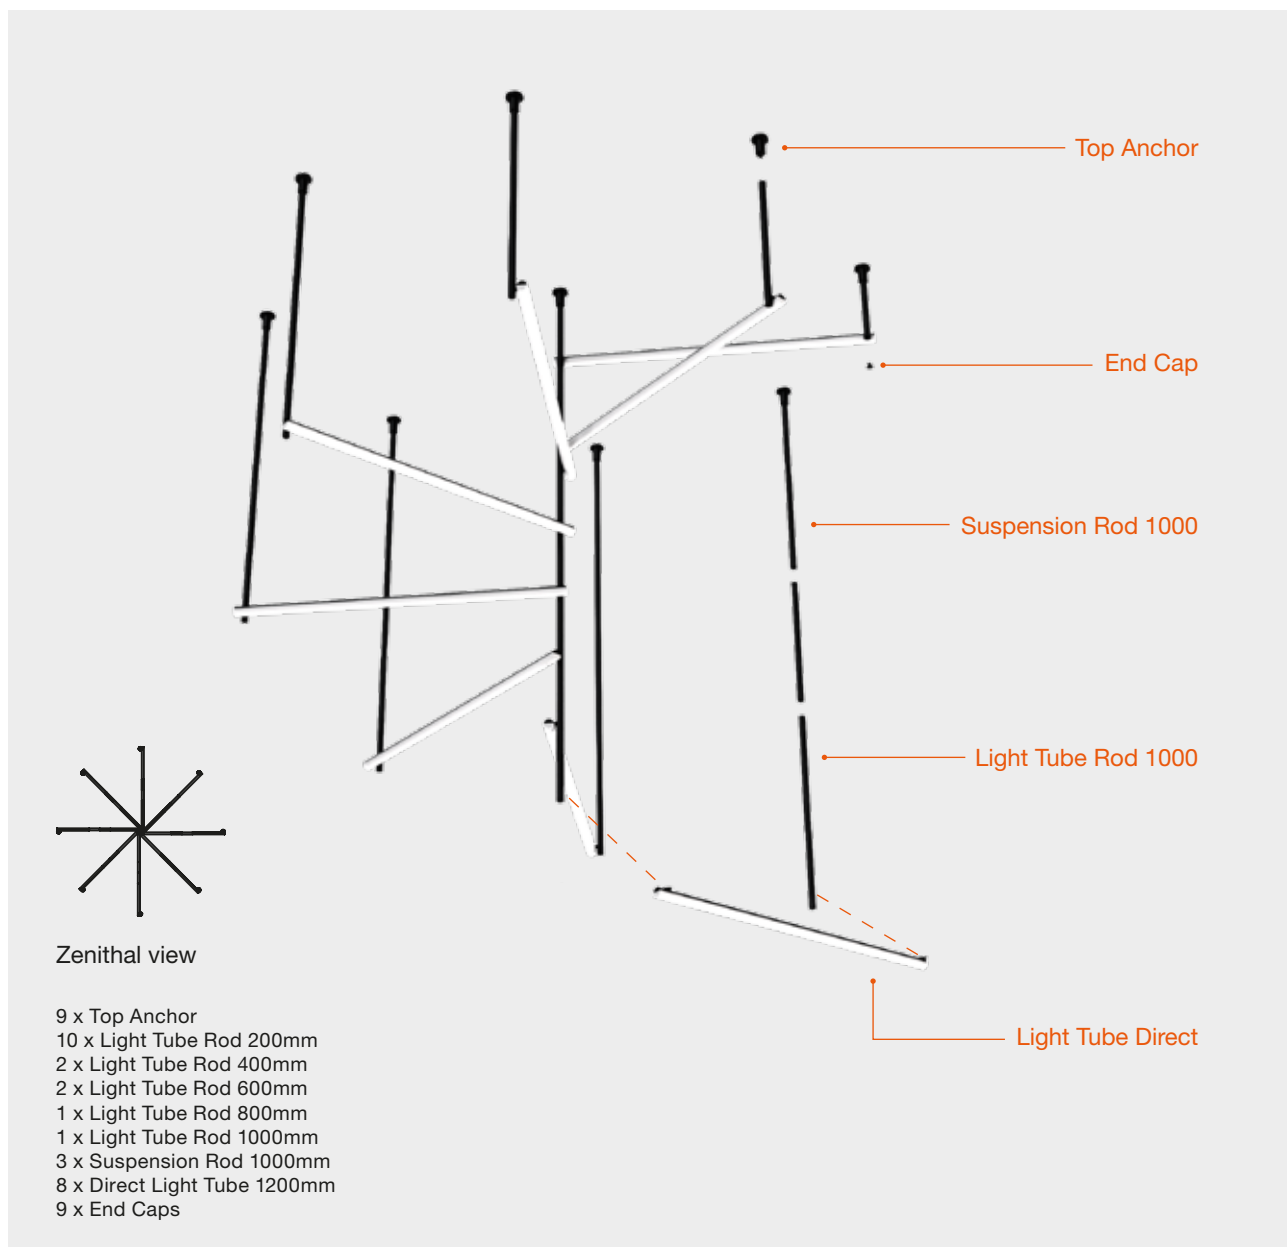 Top Anchor
End Cap
Suspension Rod 1000
Light Tube Rod 1000
Zenithal view
Light Tube Direct
9 x Top Anchor
10 x Light Tube Rod 200mm
2 x Light Tube Rod 400mm
2 x Light Tube Rod 600mm
1 x Light Tube Rod 800mm
1 x Light Tube Rod 1000mm
3 x Suspension Rod 1000mm
8 x Direct Light Tube 1200mm
9 x End Caps